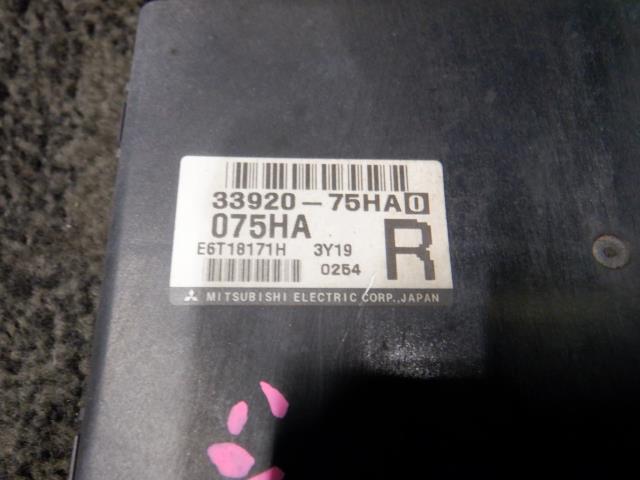 33920-75HA0
075HA
R
E6T18171H 3Y19
0254
MITSUBISHI ELECTRIC CORP., JAPAN